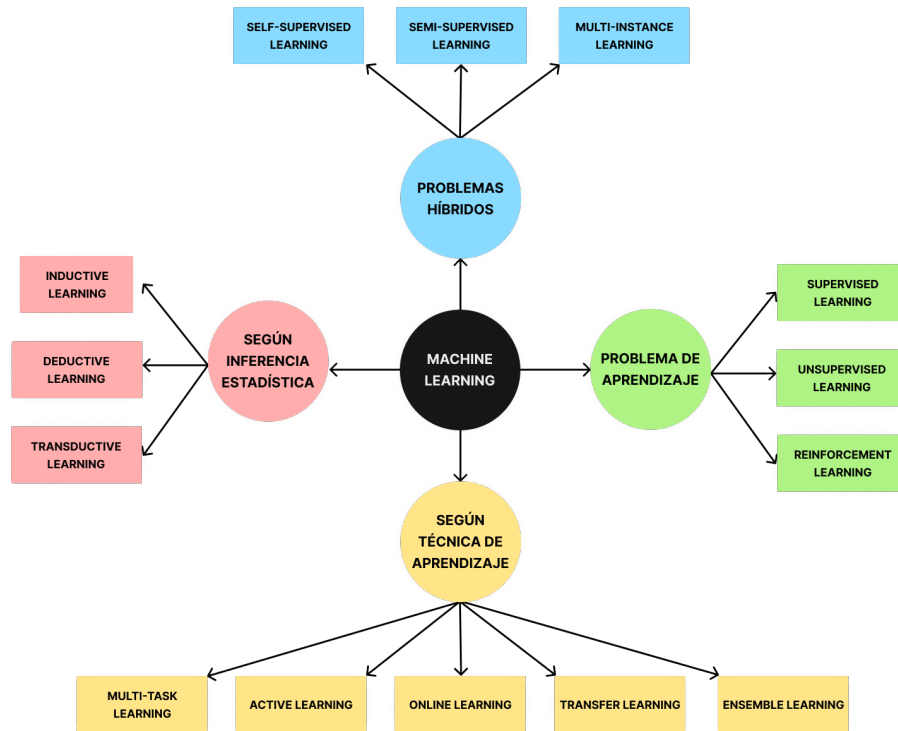 SELF-SUPERVISED
LEARNING
SEMI-SUPERVISED
LEARNING
MULTI-INSTANCE
LEARNING
PROBLEMAS
HÍBRIDOS
INDUCTIVE
LEARNING
DEDUCTIVE
LEARNING
TRANSDUCTIVE
LEARNING
SEGÚN
INFERENCIA
ESTADÍSTICA
MACHINE
LEARNING
PROBLEMA DE
APRENDIZAJE
SUPERVISED
LEARNING
UNSUPERVISED
LEARNING
REINFORCEMENT
LEARNING
SEGÚN
TÉCNICA DE
APRENDIZAJE
MULTI-TASK
LEARNING
ACTIVE LEARNING
ONLINE LEARNING
TRANSFER LEARNING
ENSEMBLE LEARNING